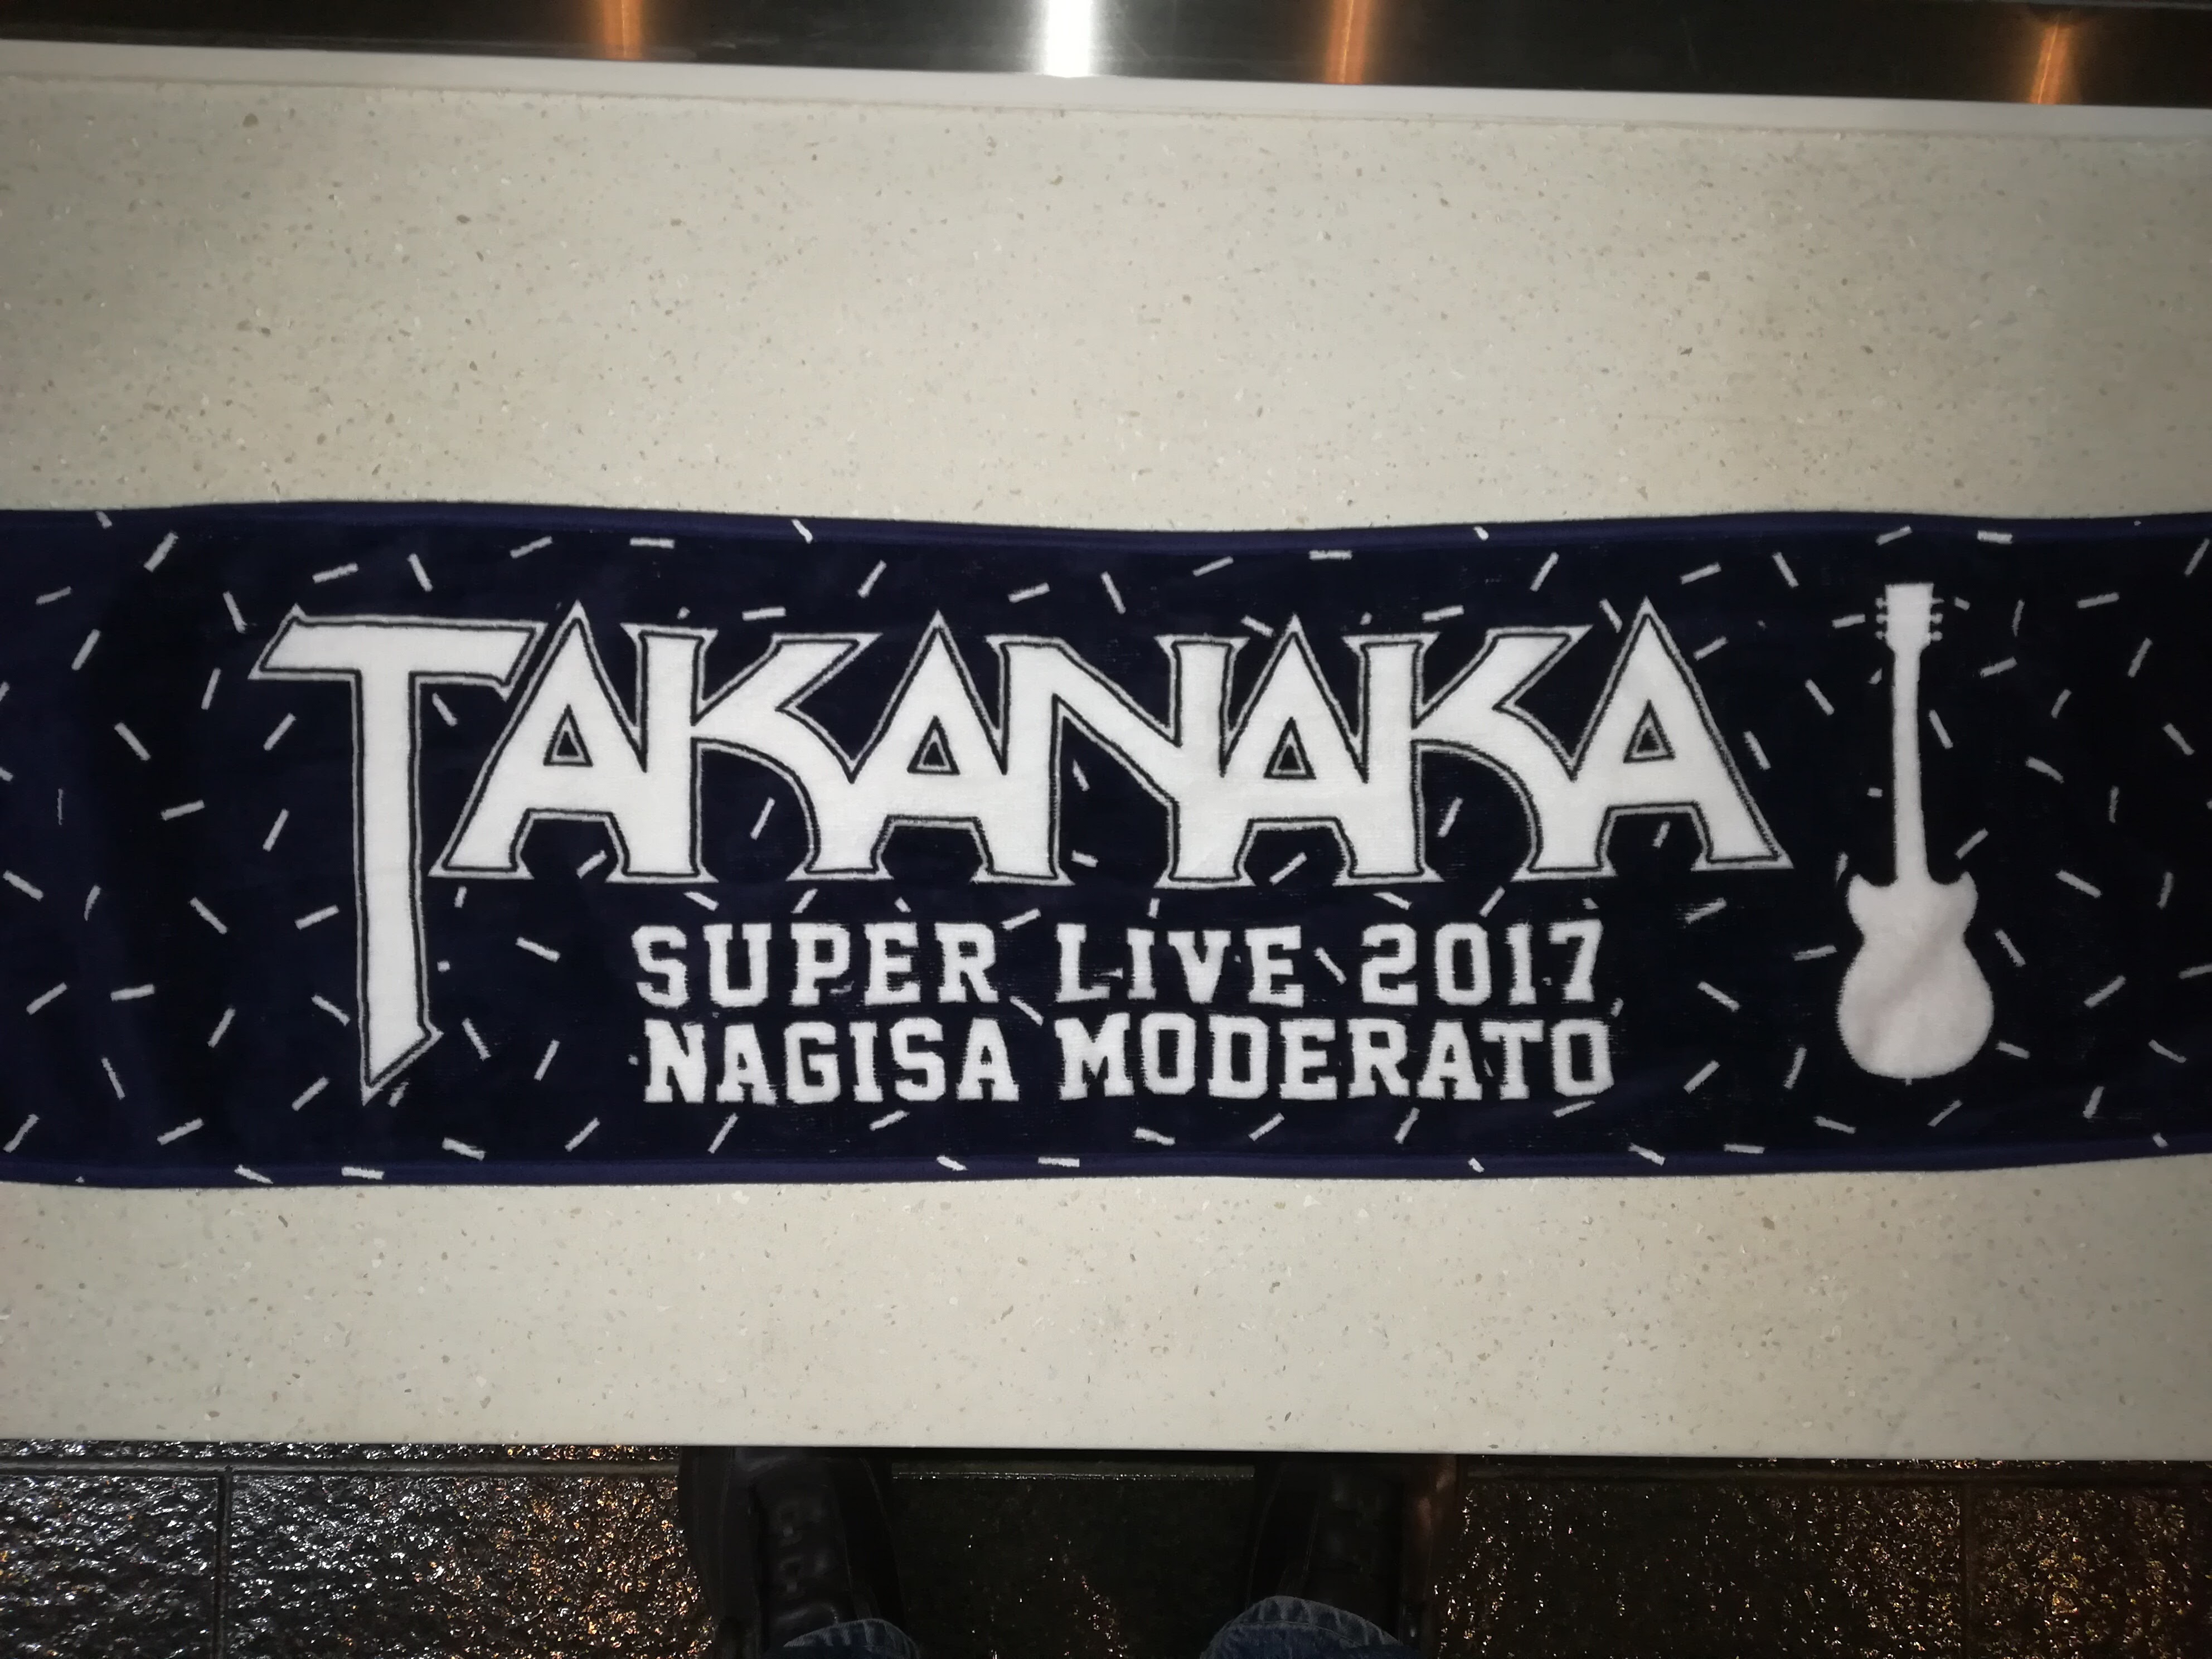 TAKANAKA
SUPER LIVE 2017
NAGISA MODERATO